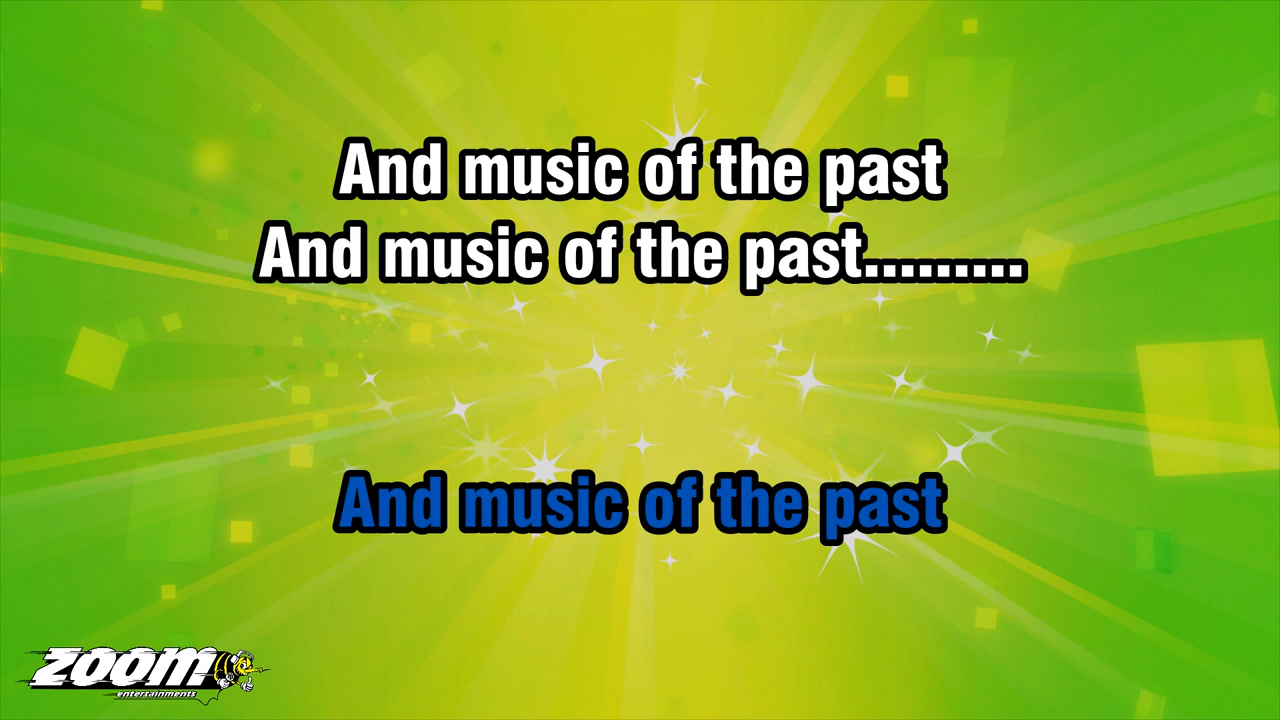 And music of the past
And music of the past.........
And music of the past
ZOOM
entertainments